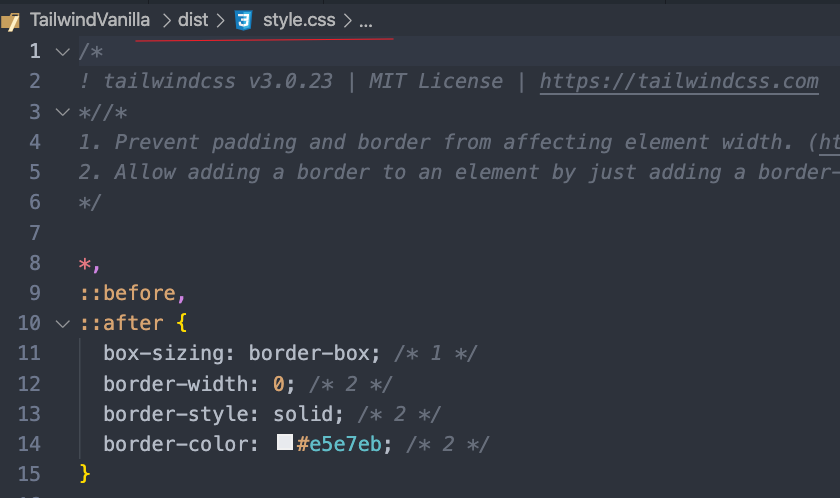 TailwindVanilla > dist > style.css > ...
1 /*
2 ! tailwindcss v3.0.23 | MIT License | https://tailwindcss.com
3 *//*
4 1. Prevent padding and border from affecting element width. (ht
5 2. Allow adding a border to an element by just adding a border-
6 */
7
8 *,
9 ::before,
10 ::after {
11 box-sizing: border-box; /* 1 */
12 border-width: 0; /* 2 */
13 border-style: solid; /* 2 */
14 border-color: #e5e7eb; /* 2 */
15 }